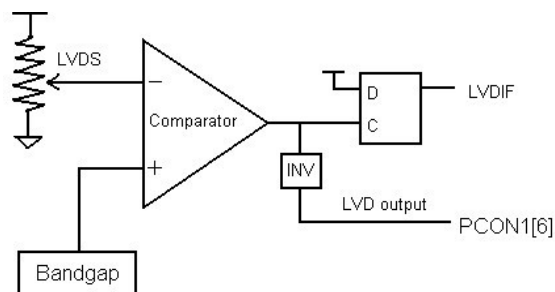 LVDS
−
Comparator
+
Bandgap
D
C
LVDIF
INV
LVD output
PCON1[6]